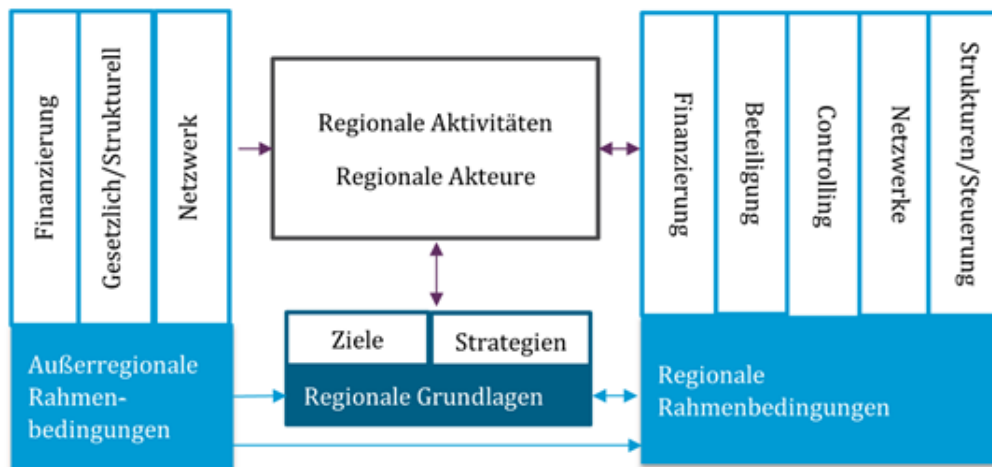 Finanzierung
Gesetzlich/Strukturell
Netzwerk
Außerregionale
Rahmen-
bedingungen
Regionale Aktivitäten
Regionale Akteure
Ziele
Strategien
Regionale Grundlagen
Finanzierung
Beteiligung
Controlling
Netzwerke
Strukturen/Steuerung
Regionale
Rahmenbedingungen